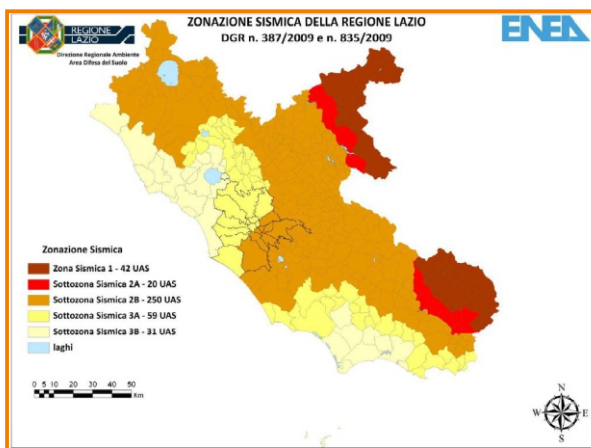 REGIONE
LAZIO
Direzione Regionale Ambiente
Area Difesa del Suolo
ZONAZIONE SISMICA DELLA REGIONE LAZIO
DGR n. 387/2009 e n. 835/2009
ENEA
Zonazione Sismica
Zona Sismica 1 - 42 UAS
Sottozona Sismica 2A - 20 UAS
Sottozona Sismica 2B - 250 UAS
Sottozona Sismica 3A - 59 UAS
Sottozona Sismica 3B - 31 UAS
laghi
0 5 10 20 30 40 50
Km
N
W E
S